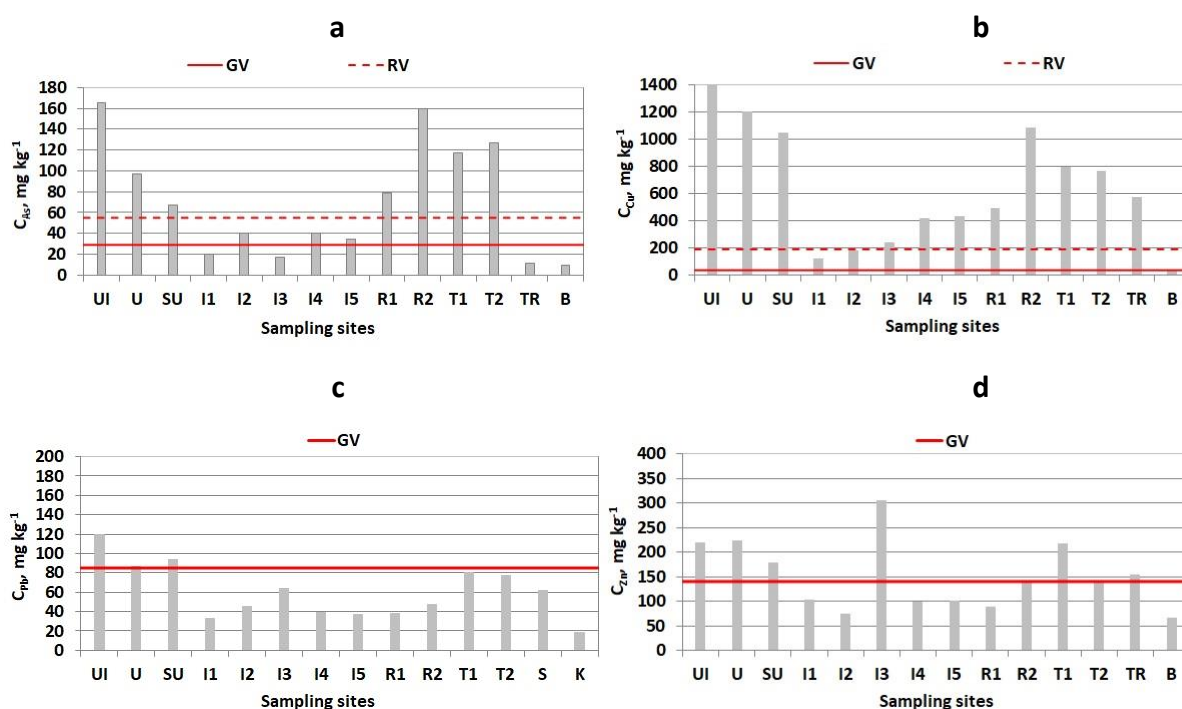 a
GV RV
180
160
140
120
100
80
60
40
20
0
C_As, mg kg-1
UI U SU I1 I2 I3 I4 I5 R1 R2 T1 T2 TR B
Sampling sites
b
GV RV
1400
1200
1000
800
600
400
200
0
C_Cu, mg kg-1
UI U SU I1 I2 I3 I4 I5 R1 R2 T1 T2 TR B
Sampling sites
c
GV
200
180
160
140
120
100
80
60
40
20
0
C_Pb, mg kg-1
UI U SU I1 I2 I3 I4 I5 R1 R2 T1 T2 S K
Sampling sites
d
GV
400
350
300
250
200
150
100
50
0
C_Zn, mg kg-1
UI U SU I1 I2 I3 I4 I5 R1 R2 T1 T2 TR B
Sampling sites